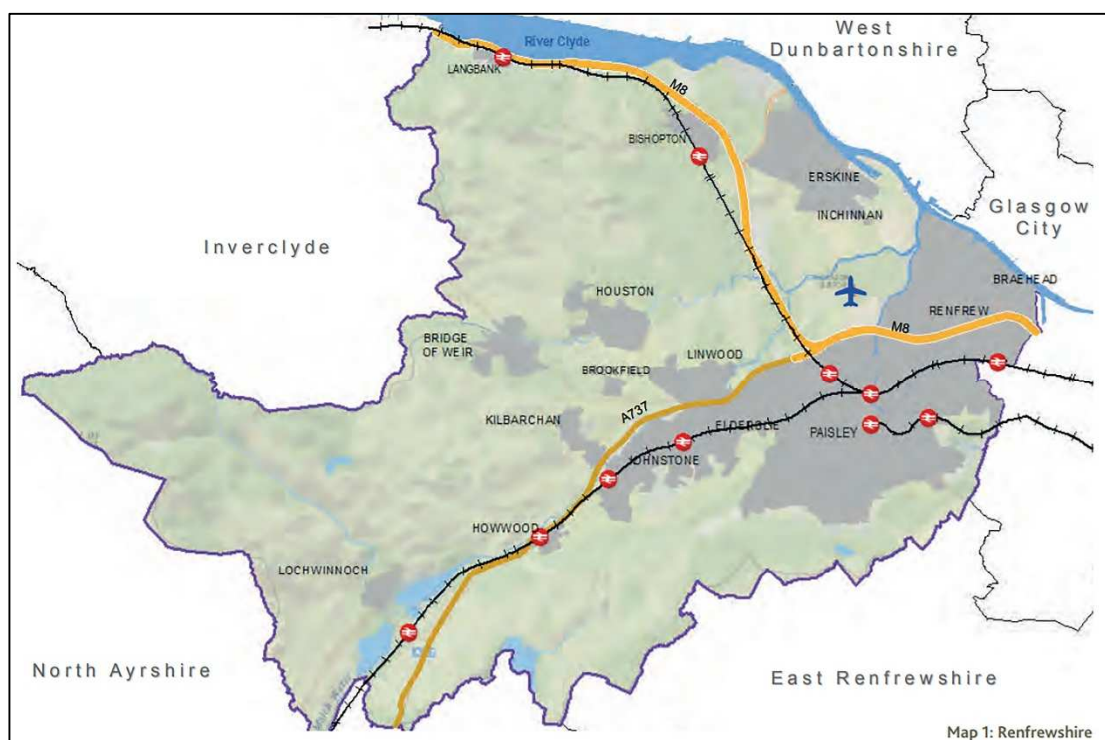 West
Dunbartonshire
River Clyde
LANGBANK
M8
BISHOPTON
ERSKINE
INCHINNAN
Glasgow
City
Inverclyde
BRAEHEAD
HOUSTON
RENFREW
M8
BRIDGE
OF WEIR
LINWOOD
BROOKFIELD
A737
KILBARCHAN
PAISLEY
JOHNSTONE
HOWWOOD
LOCHWINNOCH
North Ayrshire
East Renfrewshire
Map 1: Renfrewshire